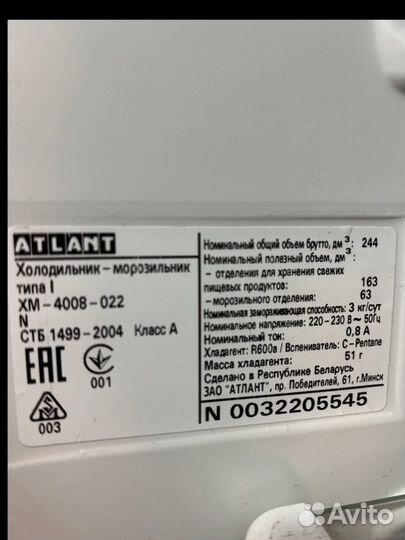 ATLANT
Холодильник-морозильник
типа I
ХМ-4008-022
N
СТБ 1499-2004 Класс А
ЕАС
001
003
Номинальный общий объем брутто, дм³: 244
Номинальный полезный объем, дм³:
- отделения для хранения свежих
пищевых продуктов: 163
- морозильного отделения: 63
Номинальная замораживающая способность: 3 кг/сут
Номинальное напряжение: 220-230 В~ 50Гц
Номинальный ток: 0,8 А
Хладагент: R600a / Вспениватель: C-Pentane
Масса хладагента: 51 г
Сделано в Республике Беларусь
ЗАО "АТЛАНТ", пр. Победителей, 61, г.Минск
N 0032205545
Avito